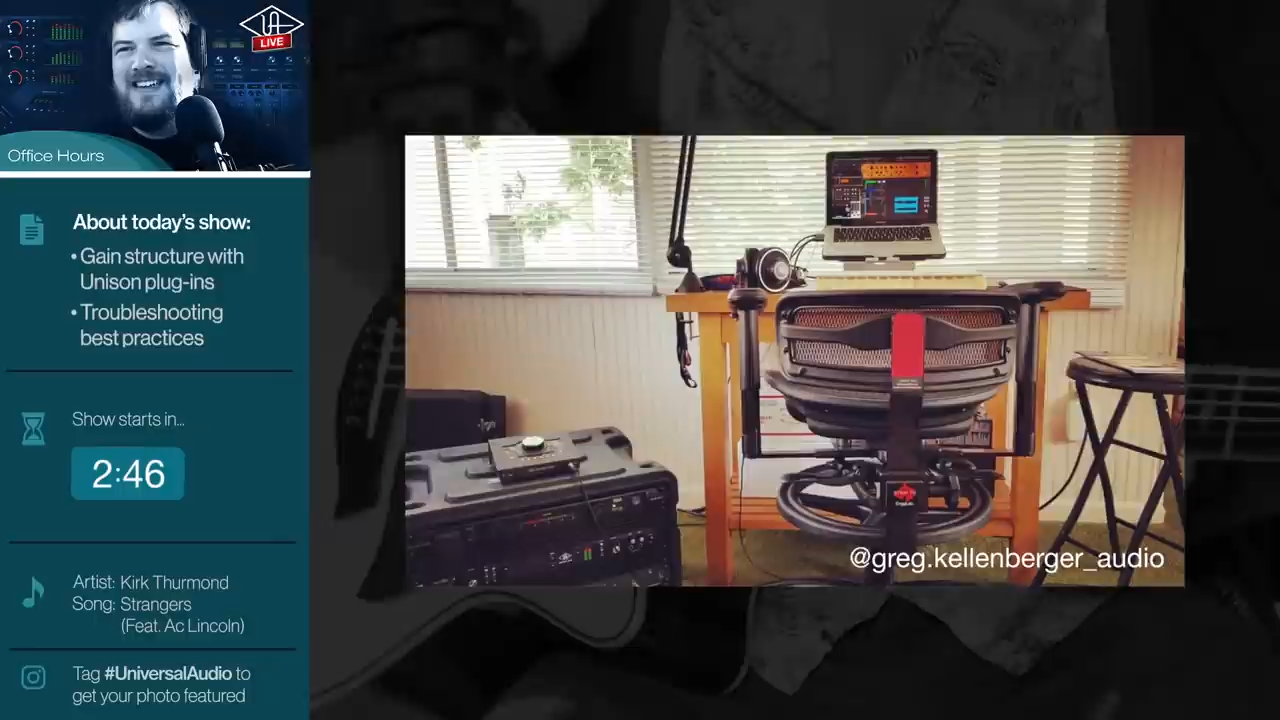 UA
LIVE
Office Hours
About today's show:
• Gain structure with
Unison plug-ins
• Troubleshooting
best practices
Show starts in...
2:46
Artist: Kirk Thurmond
Song: Strangers
(Feat. Ac Lincoln)
Tag #UniversalAudio to
get your photo featured
@greg.kellenberger_audio